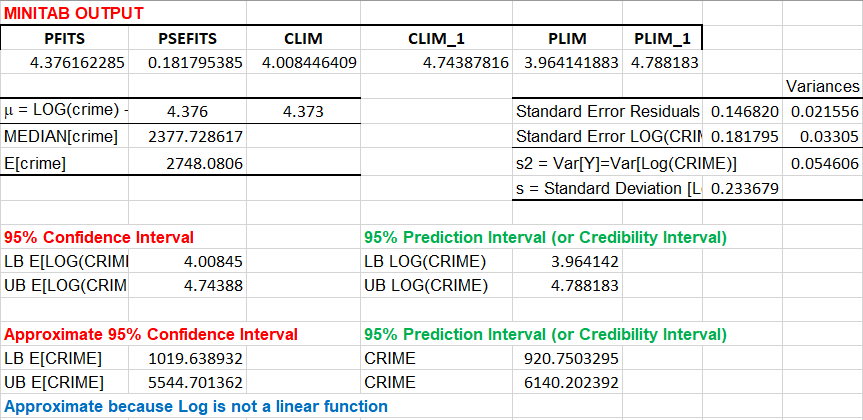 MINITAB OUTPUT
PFITS PSEFITS CLIM CLIM_1 PLIM PLIM_1
4.376162285 0.181795385 4.008446409 4.74387816 3.964141883 4.788183
Variances
μ = LOG(crime) - 4.376 4.373 Standard Error Residuals 0.146820 0.021556
MEDIAN[crime] 2377.728617 Standard Error LOG(CRIM 0.181795 0.03305
E[crime] 2748.0806 s2 = Var[Y]=Var[Log(CRIME)] 0.054606
s = Standard Deviation [L 0.233679
95% Confidence Interval 95% Prediction Interval (or Credibility Interval)
LB E[LOG(CRIMI 4.00845 LB LOG(CRIME) 3.964142
UB E[LOG(CRIM 4.74388 UB LOG(CRIME) 4.788183
Approximate 95% Confidence Interval 95% Prediction Interval (or Credibility Interval)
LB E[CRIME] 1019.638932 CRIME 920.7503295
UB E[CRIME] 5544.701362 CRIME 6140.202392
Approximate because Log is not a linear function